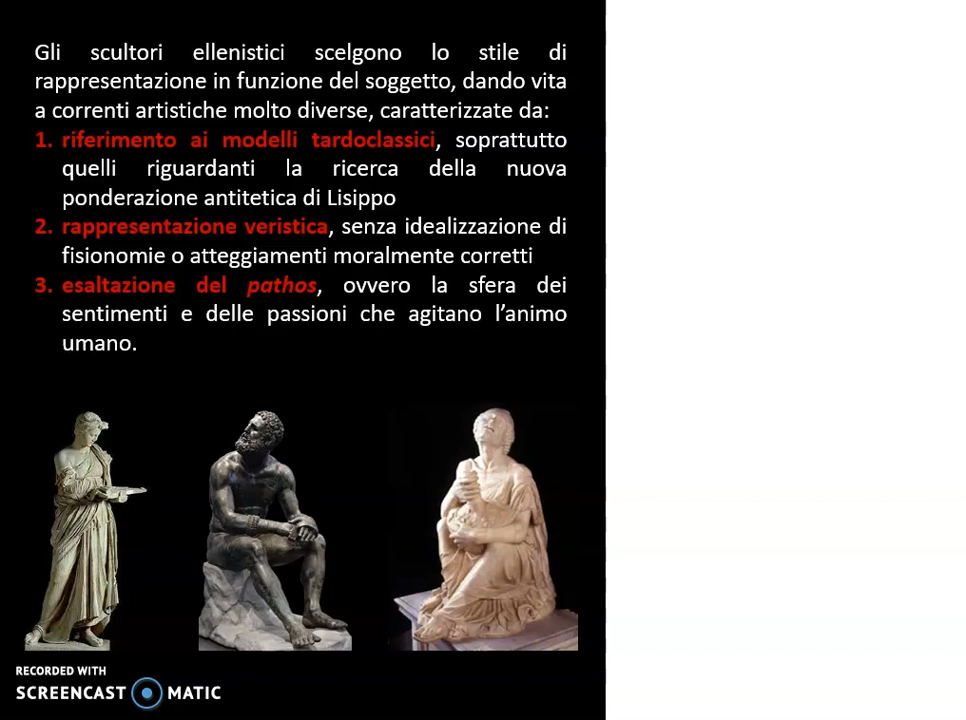 Gli scultori ellenistici scelgono lo stile di
rappresentazione in funzione del soggetto, dando vita
a correnti artistiche molto diverse, caratterizzate da:
1. riferimento ai modelli tardoclassici, soprattutto
quelli riguardanti la ricerca della nuova
ponderazione antitetica di Lisippo
2. rappresentazione veristica, senza idealizzazione di
fisionomie o atteggiamenti moralmente corretti
3. esaltazione del pathos, ovvero la sfera dei
sentimenti e delle passioni che agitano l’animo
umano.
RECORDED WITH
SCREENCAST MATIC